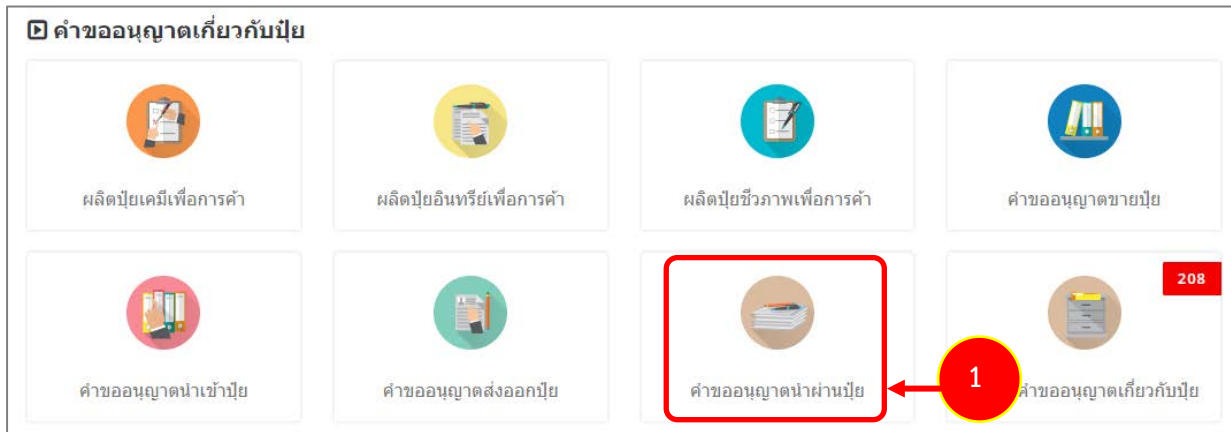 คำขออนุญาตเกี่ยวกับปุ๋ย
ผลิตปุ๋ยเคมีเพื่อการค้า
ผลิตปุ๋ยอินทรีย์เพื่อการค้า
ผลิตปุ๋ยชีวภาพเพื่อการค้า
คำขออนุญาตขายปุ๋ย
208
คำขออนุญาตนำเข้าปุ๋ย
คำขออนุญาตส่งออกปุ๋ย
คำขออนุญาตนำผ่านปุ๋ย
1
คำขออนุญาตเกี่ยวกับปุ๋ย